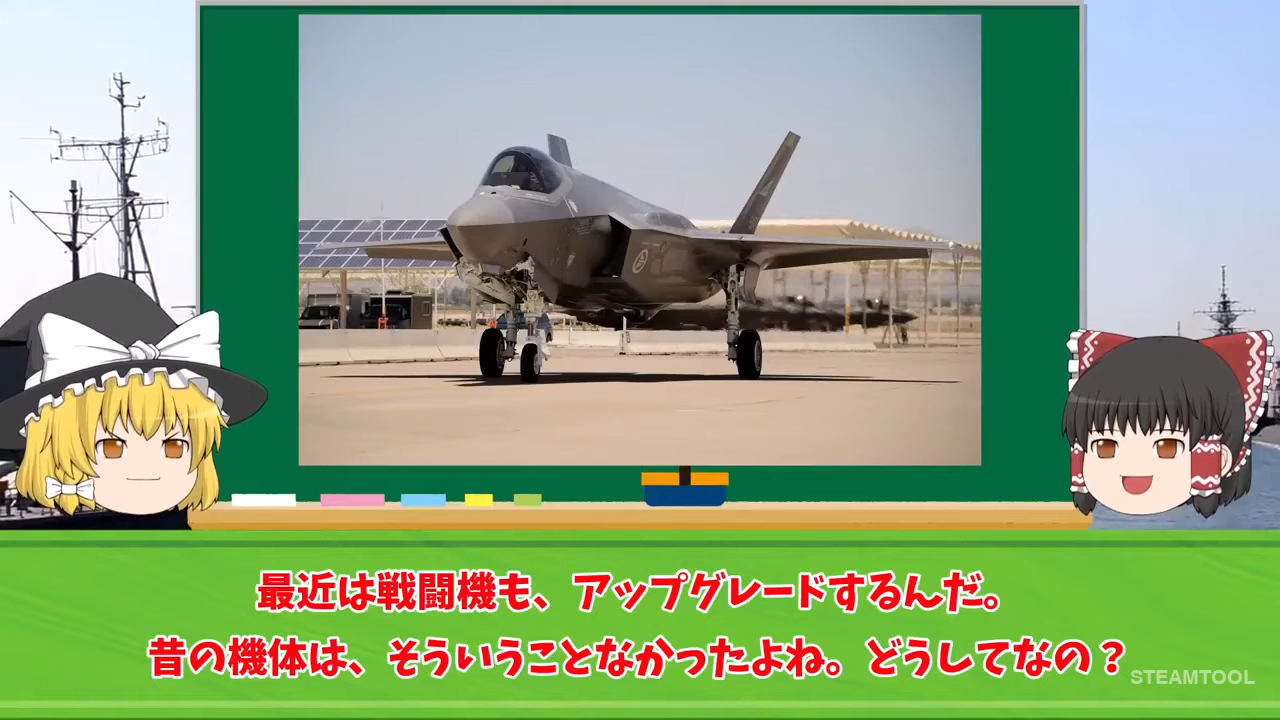 最近は戦闘機も、アップグレードするんだ。
昔の機体は、そういうことなかったよね。どうしてなの？
STEAMTOOL